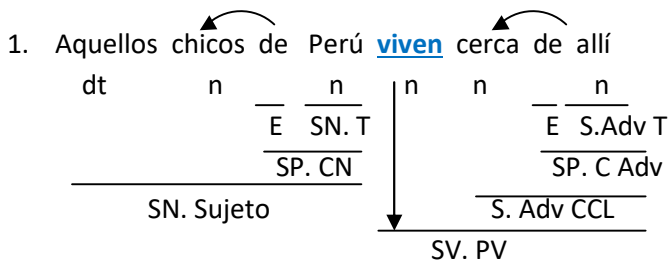 1. Aquellos chicos de Perú viven cerca de allí
dt n n n n n
E SN. T E S.Adv T
SP. CN SP. C Adv
SN. Sujeto S. Adv CCL
SV. PV